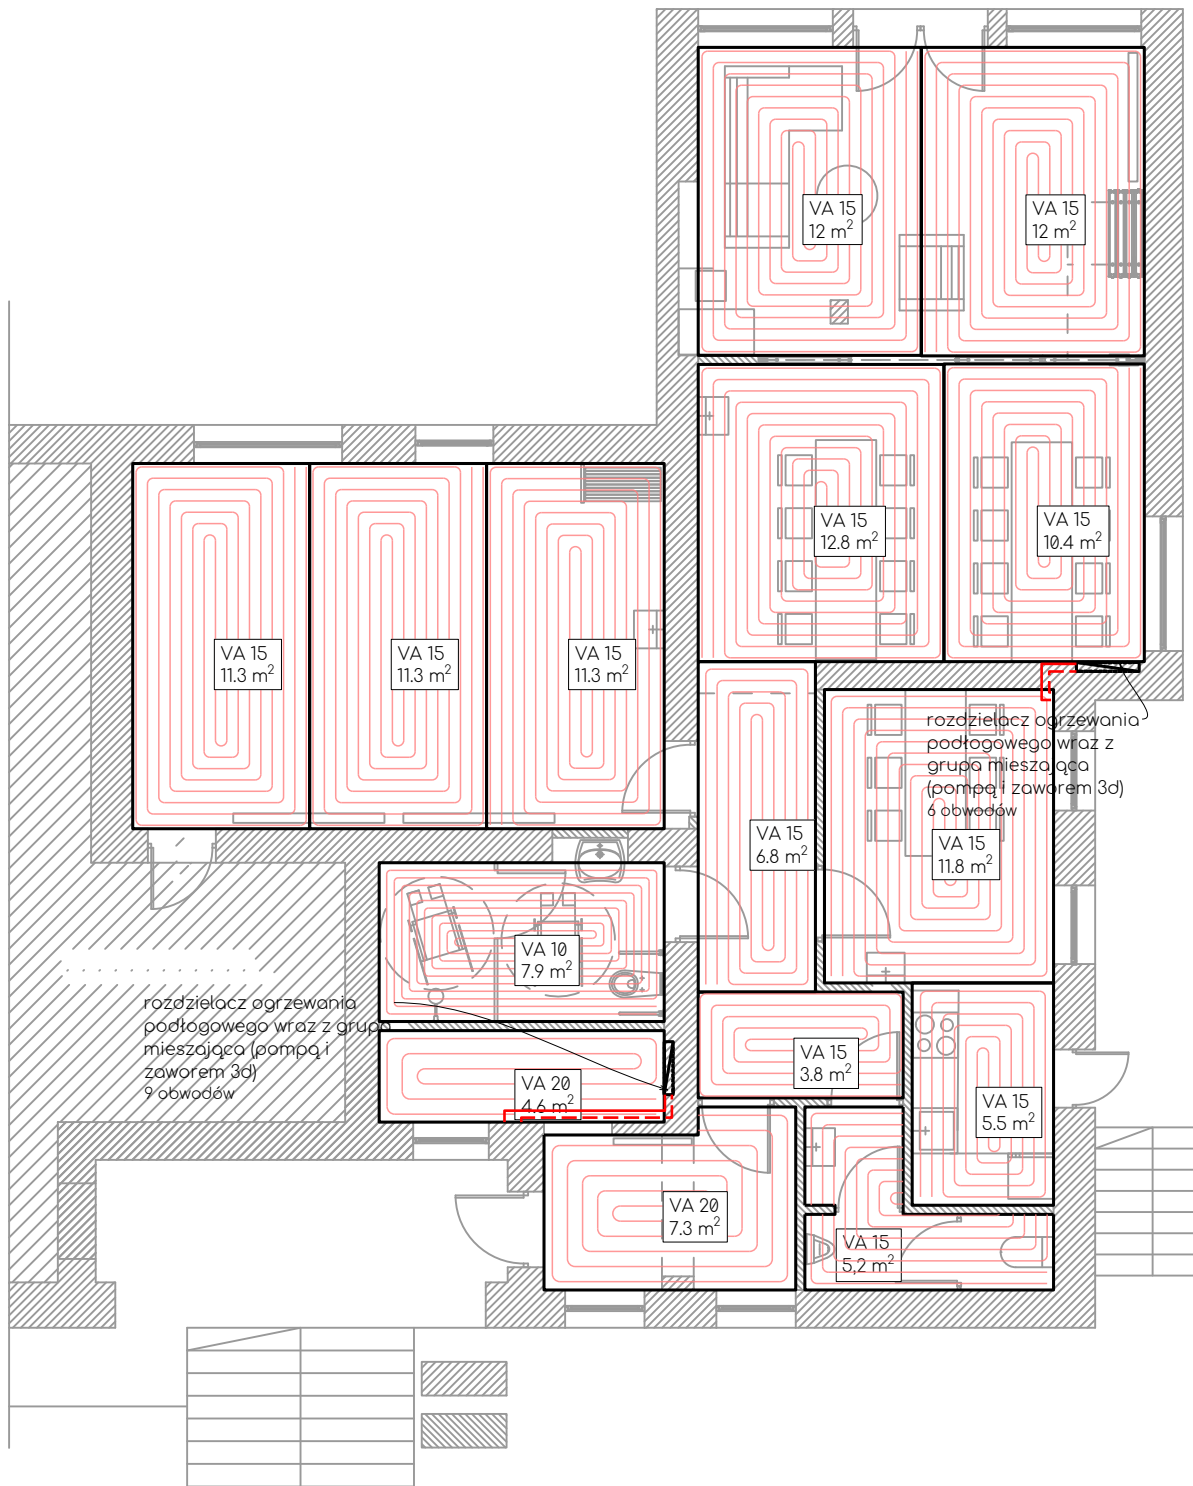 VA 15
12 m²
VA 15
12 m²
VA 15
12.8 m²
VA 15
10.4 m²
VA 15
11.3 m²
VA 15
11.3 m²
VA 15
11.3 m²
rozdzielacz ogrzewania
podłogowego wraz z
grupa mieszająca
(pompą i zaworem 3d)
6 obwodów
VA 15
6.8 m²
VA 15
11.8 m²
VA 10
7.9 m²
rozdzielacz ogrzewania
podłogowego wraz z grupa
mieszająca (pompą i
zaworem 3d)
9 obwodów
VA 20
4.6 m²
VA 15
3.8 m²
VA 15
5.5 m²
VA 20
7.3 m²
VA 15
5,2 m²